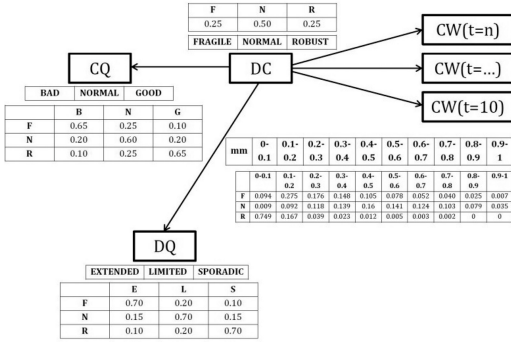 F N R
0.25 0.50 0.25
FRAGILE NORMAL ROBUST
CQ
DC
CW(t=n)
CW(t=...)
CW(t=10)
BAD NORMAL GOOD
B N G
F 0.65 0.25 0.10
N 0.20 0.60 0.20
R 0.10 0.25 0.65
mm 0-0.1 0.1-0.2 0.2-0.3 0.3-0.4 0.4-0.5 0.5-0.6 0.6-0.7 0.7-0.8 0.8-0.9 0.9-1
0-0.1 0.1-0.2 0.2-0.3 0.3-0.4 0.4-0.5 0.5-0.6 0.6-0.7 0.7-0.8 0.8-0.9 0.9-1
F 0.094 0.275 0.176 0.148 0.105 0.078 0.052 0.040 0.025 0.007
N 0.009 0.092 0.118 0.139 0.16 0.141 0.124 0.103 0.079 0.035
R 0.749 0.167 0.039 0.023 0.012 0.005 0.003 0.002 0 0
DQ
EXTENDED LIMITED SPORADIC
E L S
F 0.70 0.20 0.10
N 0.15 0.70 0.15
R 0.10 0.20 0.70